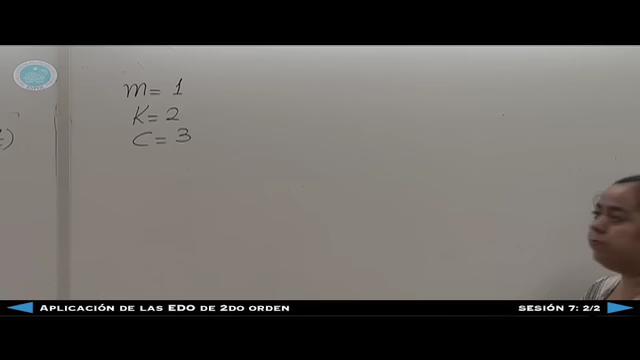 m = 1
K = 2
C = 3
APLICACIÓN DE LAS EDO DE 2DO ORDEN
SESIÓN 7: 2/2